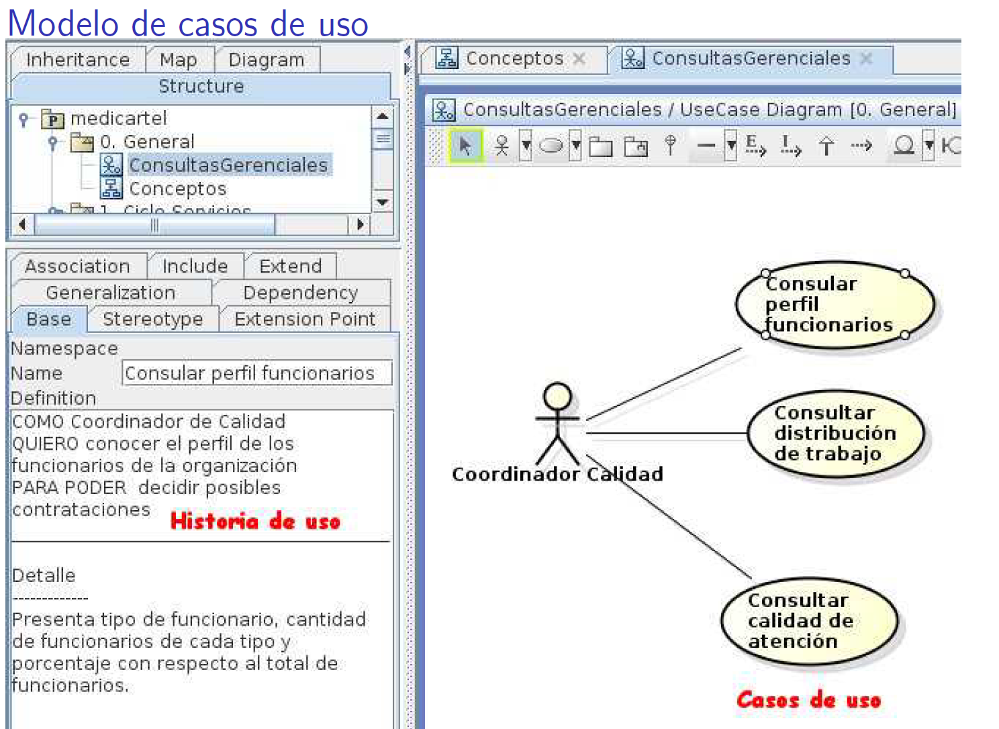 Modelo de casos de uso
Inheritance Map Diagram
Structure
medicartel
0. General
ConsultasGerenciales
Conceptos
1. Ciclo Servicios
Association Include Extend
Generalization Dependency
Base Stereotype Extension Point
Namespace
Name Consular perfil funcionarios
Definition
COMO Coordinador de Calidad
QUIERO conocer el perfil de los
funcionarios de la organización
PARA PODER decidir posibles
contrataciones
Historia de uso
Detalle
-------------
Presenta tipo de funcionario, cantidad
de funcionarios de cada tipo y
porcentaje con respecto al total de
funcionarios.
Conceptos ConsultasGerenciales
ConsultasGerenciales / UseCase Diagram [0. General]
Consular
perfil
funcionarios
Consultar
distribución
de trabajo
Coordinador Calidad
Consultar
calidad de
atención
Casos de uso